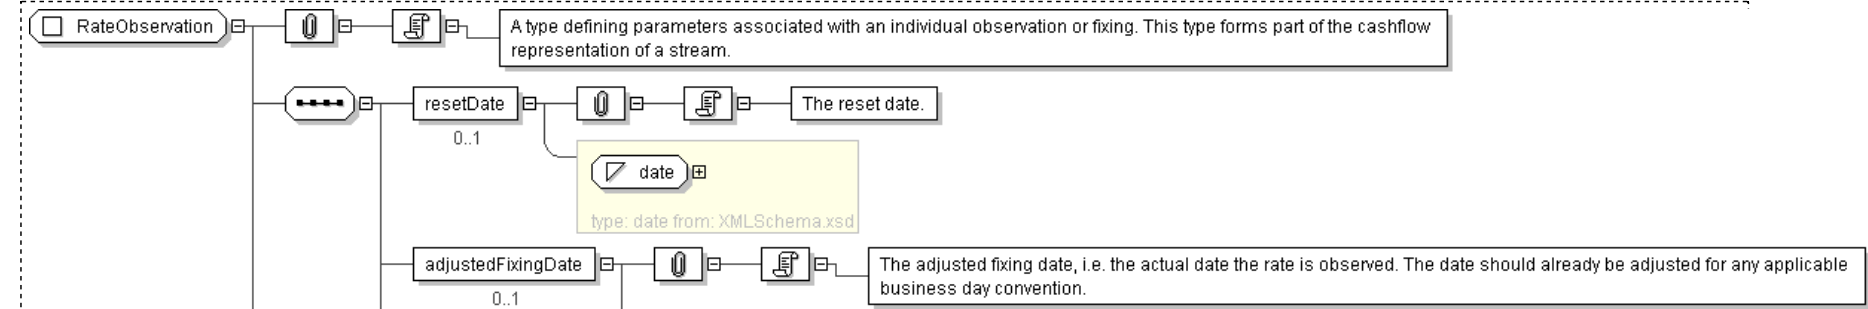 RateObservation
A type defining parameters associated with an individual observation or fixing. This type forms part of the cashflow
representation of a stream.
resetDate
The reset date.
0..1
date
type: date from: XMLSchema.xsd
adjustedFixingDate
The adjusted fixing date, i.e. the actual date the rate is observed. The date should already be adjusted for any applicable
business day convention.
0..1